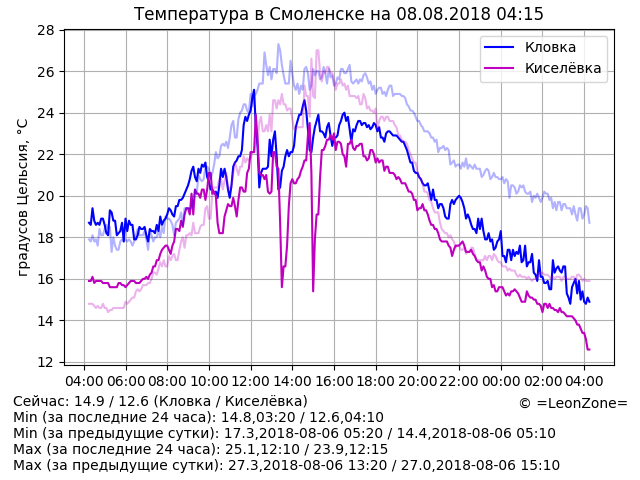 Температура в Смоленске на 08.08.2018 04:15
Кловка
Киселёвка
градусов Цельсия, °C
28
26
24
22
20
18
16
14
12
04:00 06:00 08:00 10:00 12:00 14:00 16:00 18:00 20:00 22:00 00:00 02:00 04:00
Сейчас: 14.9 / 12.6 (Кловка / Киселёвка)
© =LeonZone=
Min (за последние 24 часа): 14.8,03:20 / 12.6,04:10
Min (за предыдущие сутки): 17.3,2018-08-06 05:20 / 14.4,2018-08-06 05:10
Max (за последние 24 часа): 25.1,12:10 / 23.9,12:15
Max (за предыдущие сутки): 27.3,2018-08-06 13:20 / 27.0,2018-08-06 15:10